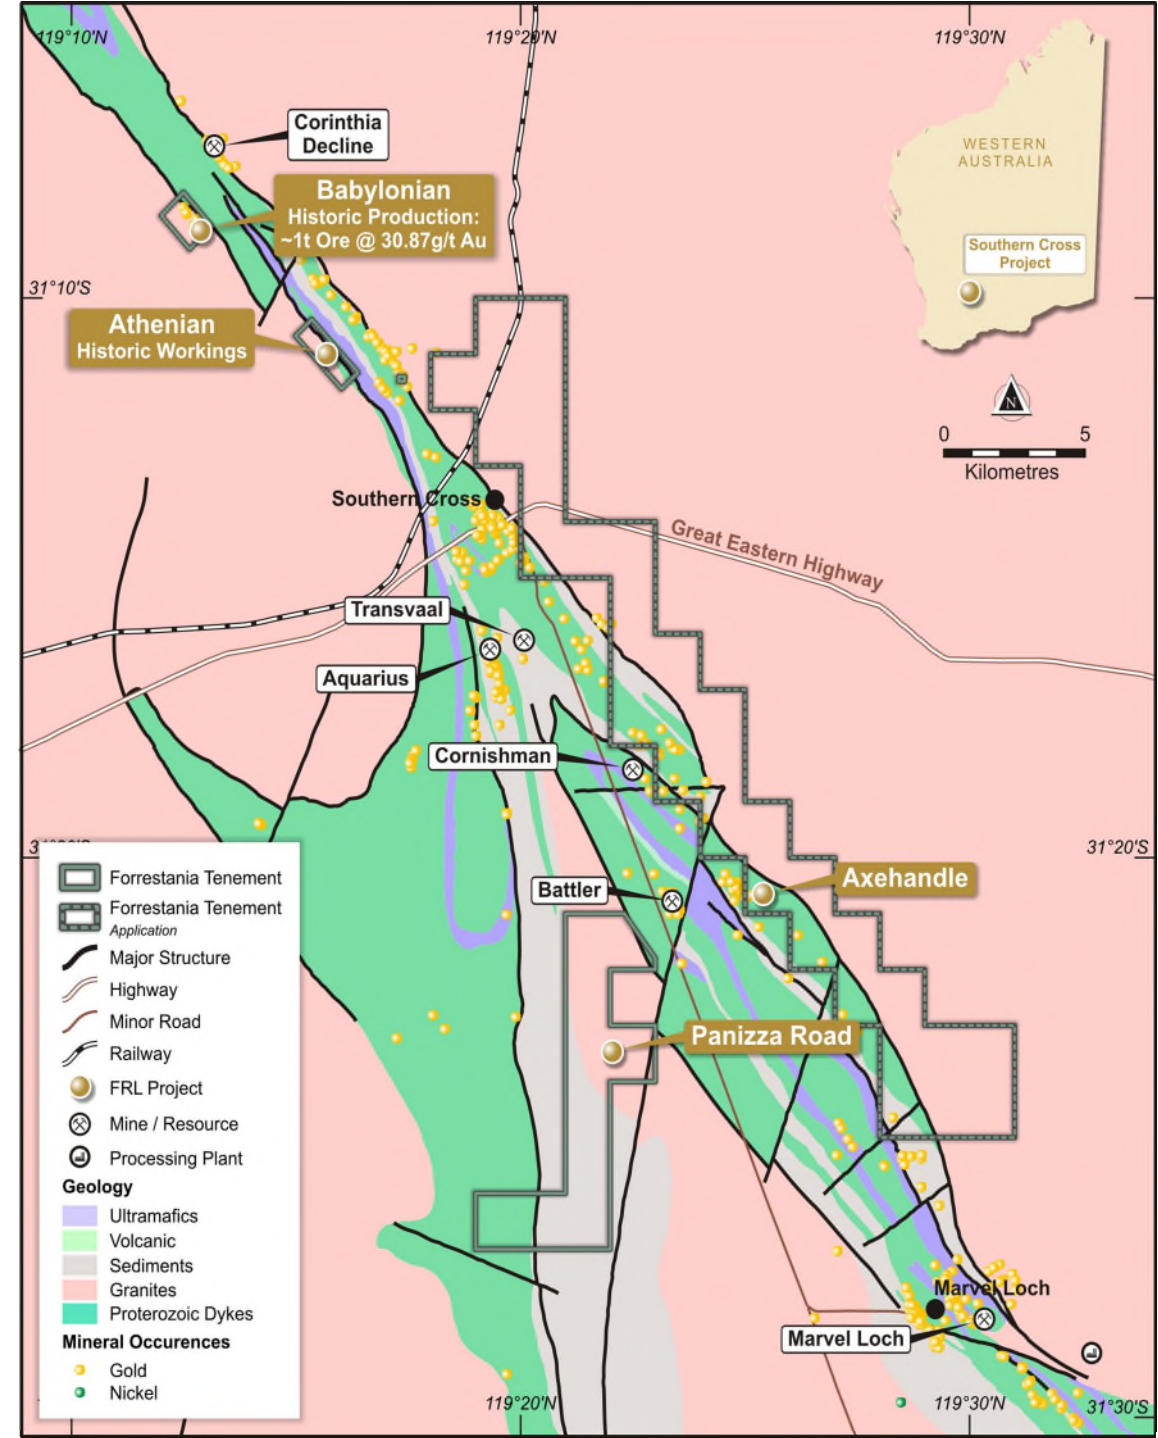 119°10'N
119°20'N
119°30'N
Corinthia
Decline
WESTERN
AUSTRALIA
Babylonian
Historic Production:
~1t Ore @ 30.87g/t Au
Southern Cross
Project
31°10'S
Athenian
Historic Workings
N
0 5
Kilometres
Southern Cross
Great Eastern Highway
Transvaal
Aquarius
Cornishman
31°20'S
Axehandle
Battler
Panizza Road
Forrestania Tenement
Forrestania Tenement
Application
Major Structure
Highway
Minor Road
Railway
FRL Project
Mine / Resource
Processing Plant
Geology
Ultramafics
Volcanic
Sediments
Granites
Proterozoic Dykes
Mineral Occurences
Gold
Nickel
Marvel Loch
Marvel Loch
119°20'N
119°30'N
31°30'S